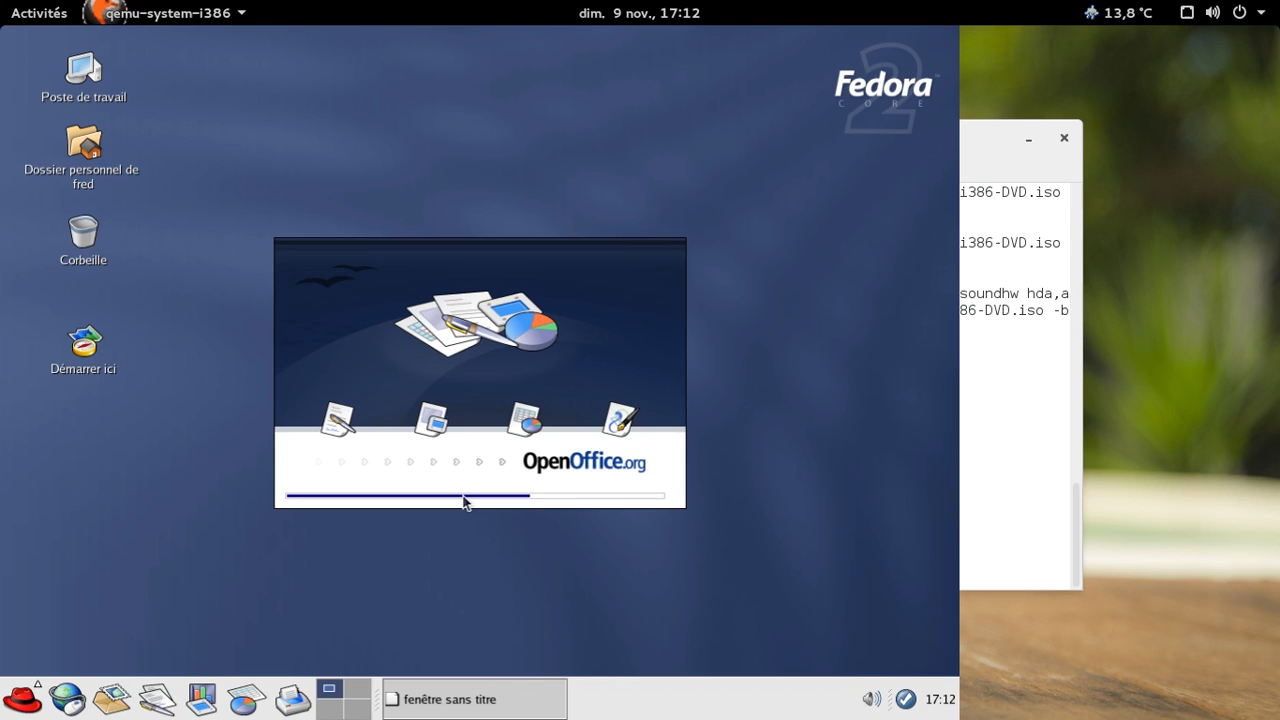 Activités
qemu-system-i386
dim. 9 nov., 17:12
13,8 °C
Poste de travail
Dossier personnel de
fred
Corbeille
Démarrer ici
2
Fedora
CORE
i386-DVD.iso
i386-DVD.iso
soundhw hda,a
86-DVD.iso -b
OpenOffice.org
fenêtre sans titre
17:12